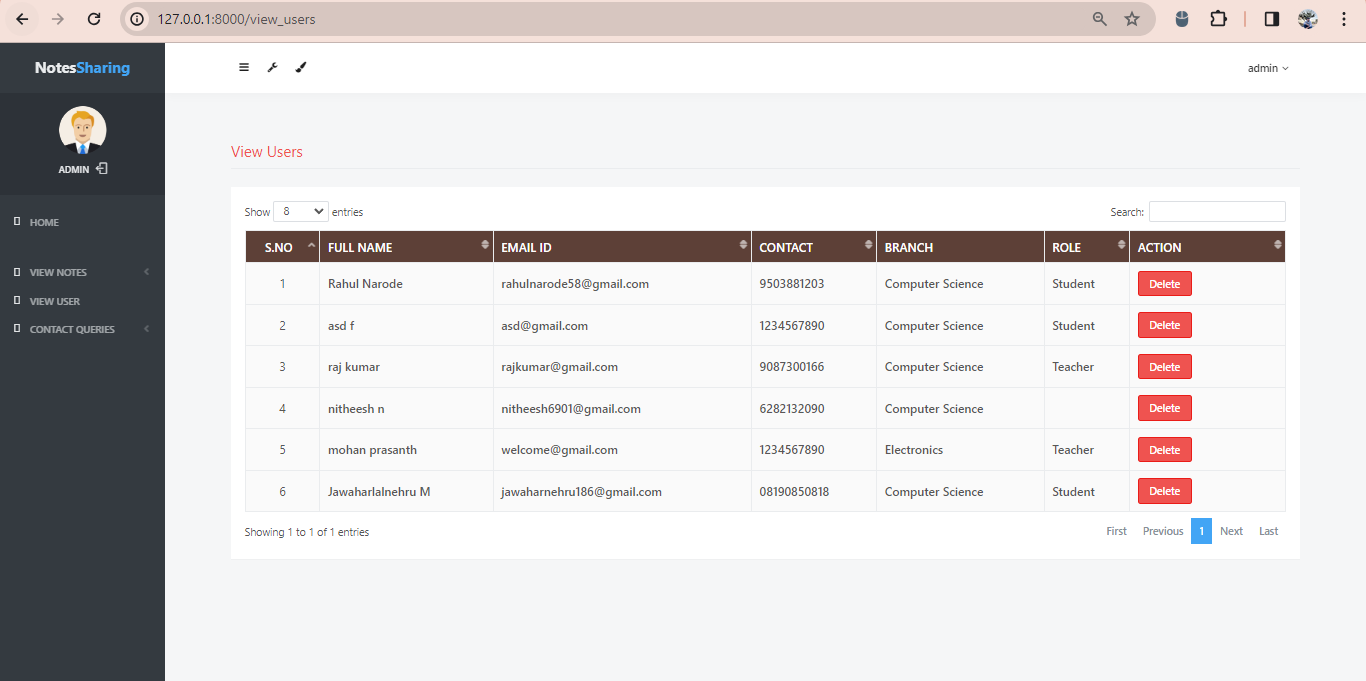 127.0.0.1:8000/view_users
NotesSharing
admin
ADMIN
HOME
VIEW NOTES
VIEW USER
CONTACT QUERIES
View Users
Show 8 entries Search:
S.NO FULL NAME EMAIL ID CONTACT BRANCH ROLE ACTION
1 Rahul Narode rahulnarode58@gmail.com 9503881203 Computer Science Student Delete
2 asd f asd@gmail.com 1234567890 Computer Science Student Delete
3 raj kumar rajkumar@gmail.com 9087300166 Computer Science Teacher Delete
4 nitheesh n nitheesh6901@gmail.com 6282132090 Computer Science Delete
5 mohan prasanth welcome@gmail.com 1234567890 Electronics Teacher Delete
6 Jawaharlalnehru M jawaharnehru186@gmail.com 08190850818 Computer Science Student Delete
Showing 1 to 1 of 1 entries First Previous 1 Next Last